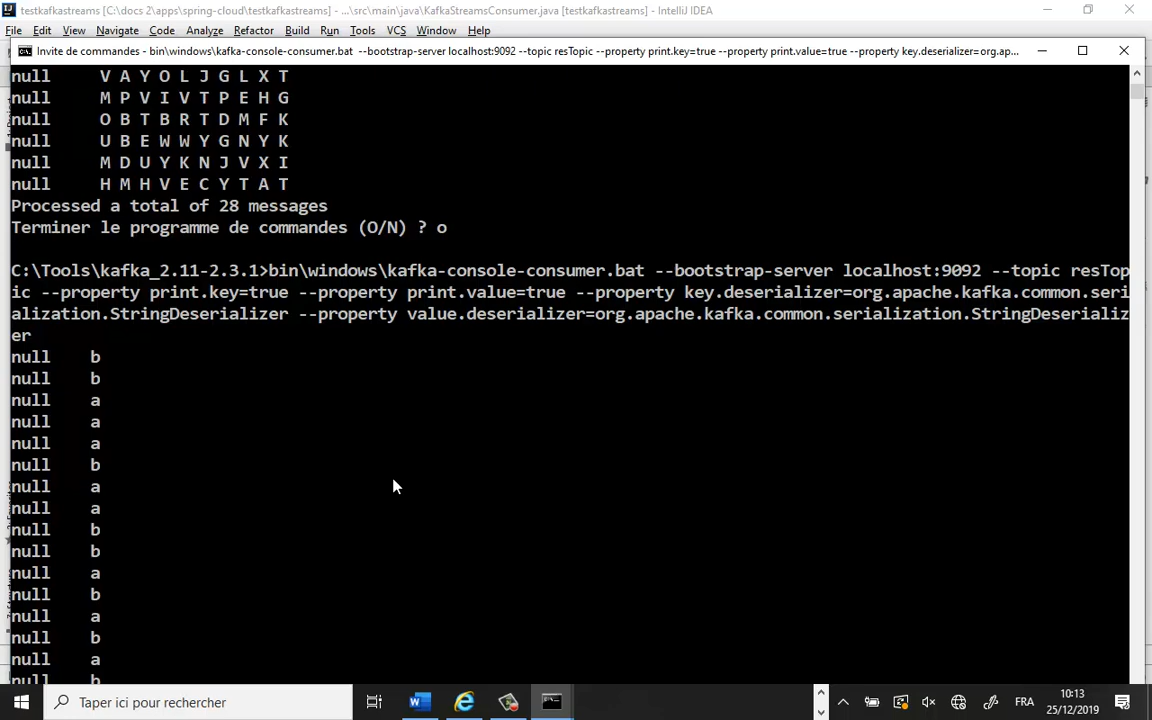 testkafkastreams [C:\docs 2\apps\spring-cloud\testkafkastreams] - ...\src\main\java\KafkaStreamsConsumer.java [testkafkastreams] - IntelliJ IDEA
File Edit View Navigate Code Analyze Refactor Build Run Tools VCS Window Help
Invite de commandes - bin\windows\kafka-console-consumer.bat --bootstrap-server localhost:9092 --topic resTopic --property print.key=true --property print.value=true --property key.deserializer=org.ap...
null V A Y O L J G L X T
null M P V I V T P E H G
null O B T B R T D M F K
null U B E W W Y G N Y K
null M D U Y K N J V X I
null H M H V E C Y T A T
Processed a total of 28 messages
Terminer le programme de commandes (O/N) ? o
C:\Tools\kafka_2.11-2.3.1>bin\windows\kafka-console-consumer.bat --bootstrap-server localhost:9092 --topic resTop
ic --property print.key=true --property print.value=true --property key.deserializer=org.apache.kafka.common.seri
alization.StringDeserializer --property value.deserializer=org.apache.kafka.common.serialization.StringDeserializ
er
null b
null b
null a
null a
null a
null b
null a
null a
null b
null b
null a
null b
null a
null b
null a
null b
Taper ici pour rechercher
FRA
10:13
25/12/2019